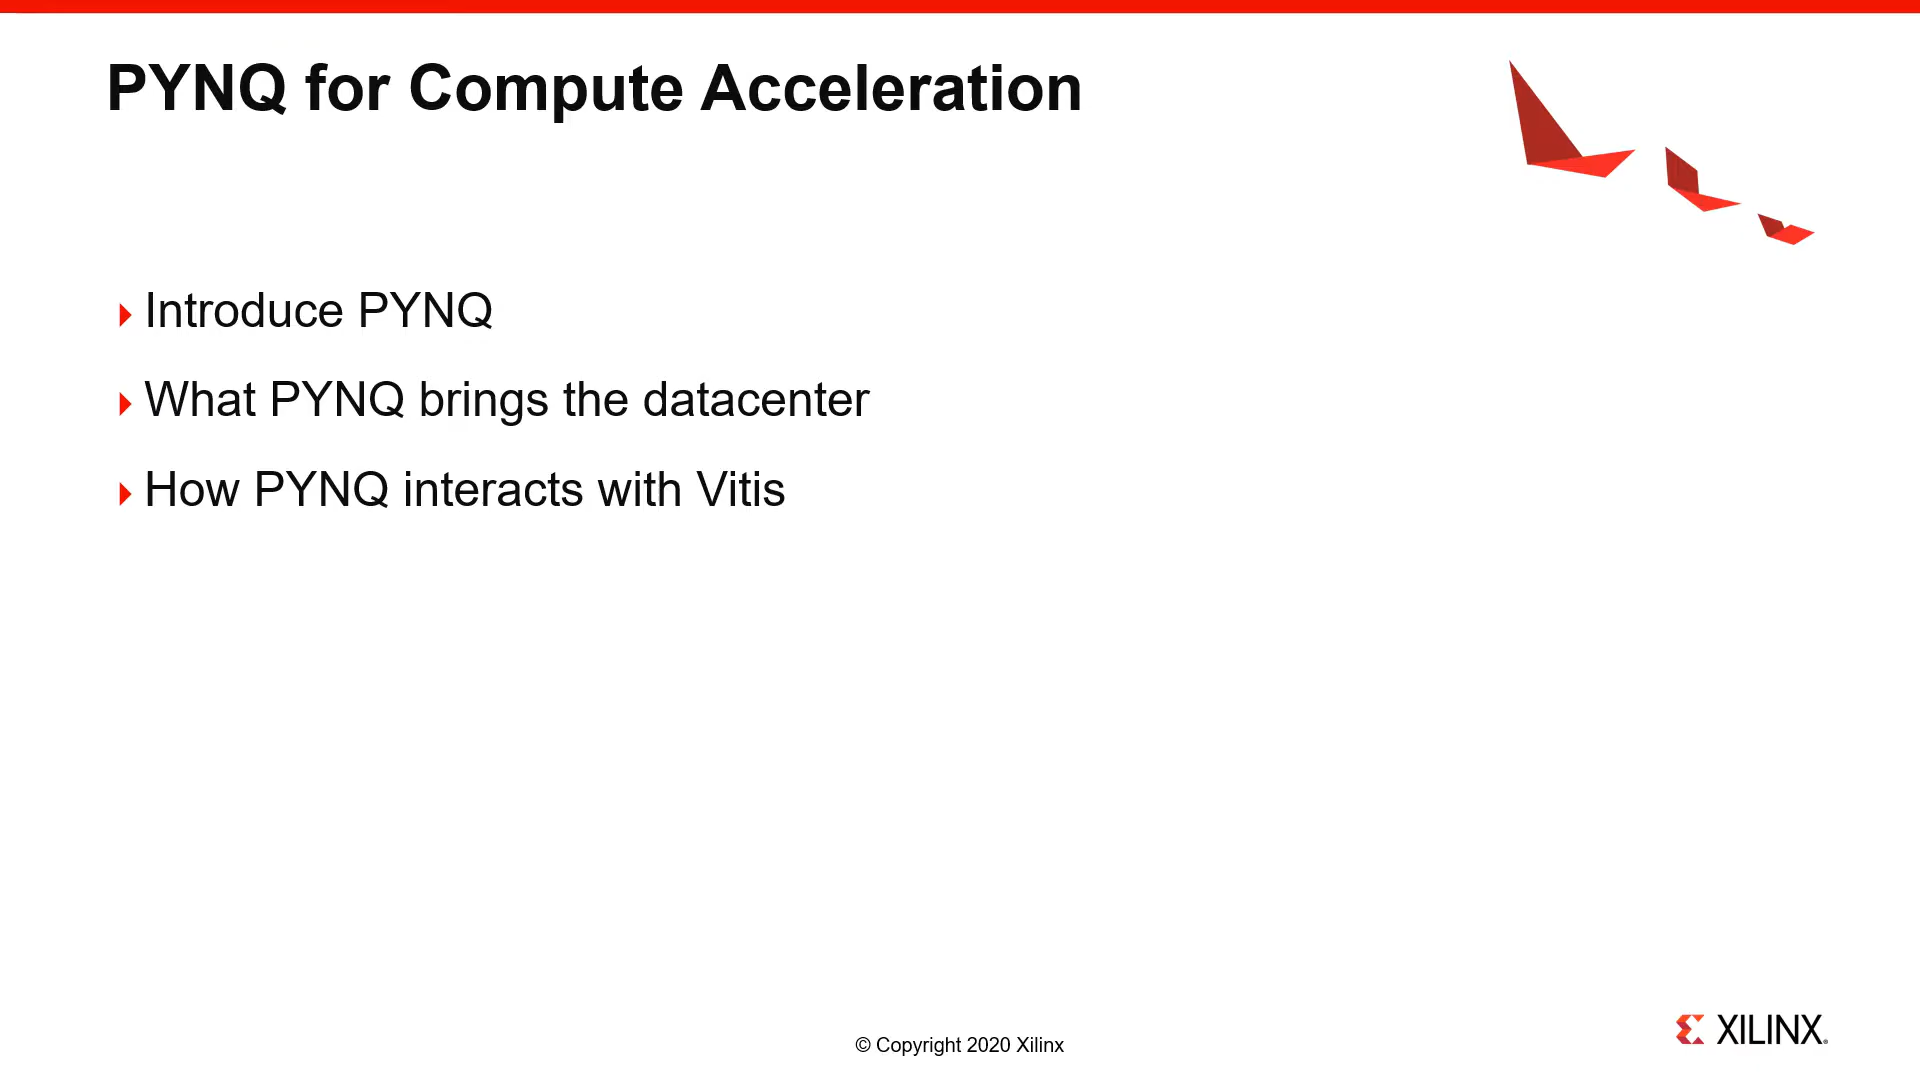 PYNQ for Compute Acceleration
Introduce PYNQ
What PYNQ brings the datacenter
How PYNQ interacts with Vitis
© Copyright 2020 Xilinx
XILINX®